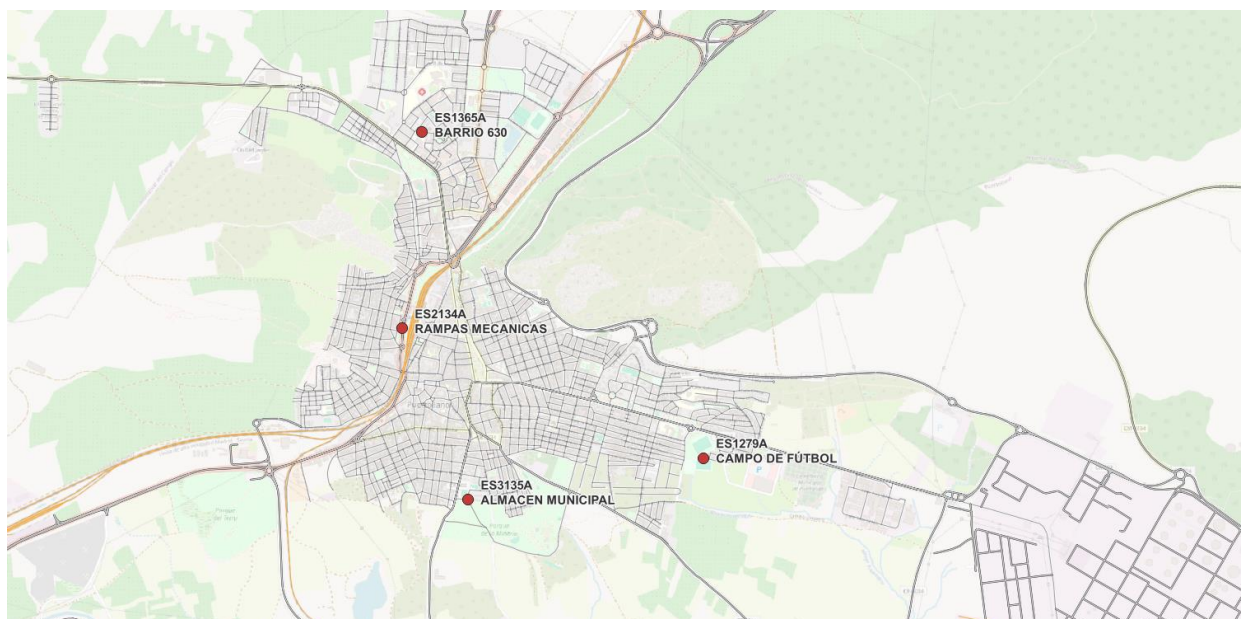 ES1365A
BARRIO 630
ES2134A
RAMPAS MECANICAS
ES1279A
CAMPO DE FÚTBOL
ES3135A
ALMACEN MUNICIPAL